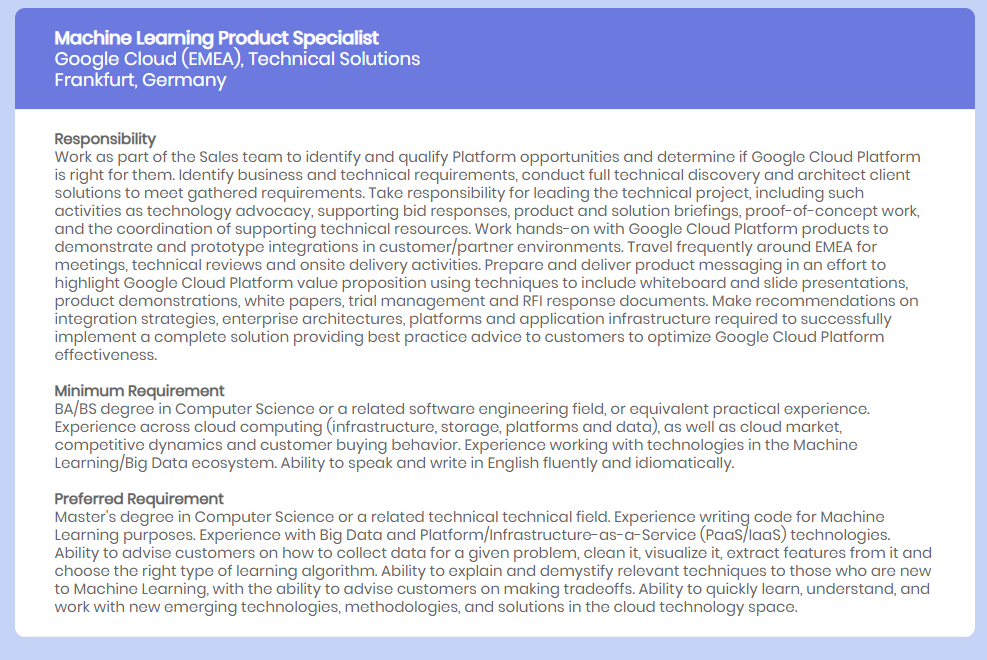 Machine Learning Product Specialist
Google Cloud (EMEA), Technical Solutions
Frankfurt, Germany
Responsibility
Work as part of the Sales team to identify and qualify Platform opportunities and determine if Google Cloud Platform
is right for them. Identify business and technical requirements, conduct full technical discovery and architect client
solutions to meet gathered requirements. Take responsibility for leading the technical project, including such
activities as technology advocacy, supporting bid responses, product and solution briefings, proof-of-concept work,
and the coordination of supporting technical resources. Work hands-on with Google Cloud Platform products to
demonstrate and prototype integrations in customer/partner environments. Travel frequently around EMEA for
meetings, technical reviews and onsite delivery activities. Prepare and deliver product messaging in an effort to
highlight Google Cloud Platform value proposition using techniques to include whiteboard and slide presentations,
product demonstrations, white papers, trial management and RFI response documents. Make recommendations on
integration strategies, enterprise architectures, platforms and application infrastructure required to successfully
implement a complete solution providing best practice advice to customers to optimize Google Cloud Platform
effectiveness.
Minimum Requirement
BA/BS degree in Computer Science or a related software engineering field, or equivalent practical experience.
Experience across cloud computing (infrastructure, storage, platforms and data), as well as cloud market,
competitive dynamics and customer buying behavior. Experience working with technologies in the Machine
Learning/Big Data ecosystem. Ability to speak and write in English fluently and idiomatically.
Preferred Requirement
Master's degree in Computer Science or a related technical technical field. Experience writing code for Machine
Learning purposes. Experience with Big Data and Platform/Infrastructure-as-a-Service (PaaS/IaaS) technologies.
Ability to advise customers on how to collect data for a given problem, clean it, visualize it, extract features from it and
choose the right type of learning algorithm. Ability to explain and demystify relevant techniques to those who are new
to Machine Learning, with the ability to advise customers on making tradeoffs. Ability to quickly learn, understand, and
work with new emerging technologies, methodologies, and solutions in the cloud technology space.